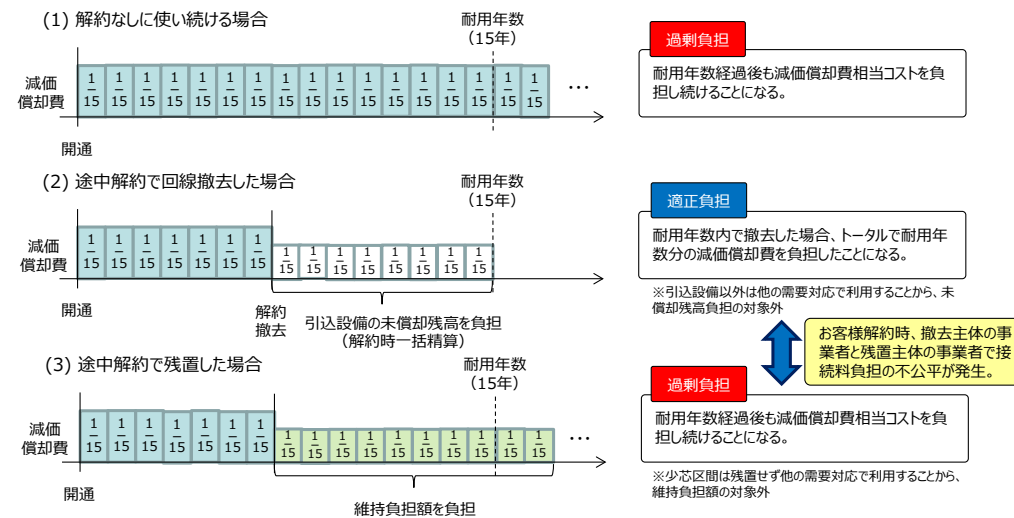 (1) 解約なしに使い続ける場合
耐用年数
（15年）
減価
償却費
1 1 1 1 1 1 1 1 1 1 1 1 1 1 1 1 1
15 15 15 15 15 15 15 15 15 15 15 15 15 15 15 15 15
…
開通
過剰負担
耐用年数経過後も減価償却費相当コストを負
担し続けることになる。
(2) 途中解約で回線撤去した場合
耐用年数
（15年）
減価
償却費
1 1 1 1 1 1 1 1 1 1 1 1 1 1 1
15 15 15 15 15 15 15 15 15 15 15 15 15 15 15
開通
解約
撤去
引込設備の未償却残高を負担
（解約時一括精算）
適正負担
耐用年数内で撤去した場合、トータルで耐用年
数分の減価償却費を負担したことになる。
※引込設備以外は他の需要対応で利用することから、未
償却残高負担の対象外
お客様解約時、撤去主体の事
業者と残置主体の事業者で接
続料負担の不公平が発生。
(3) 途中解約で残置した場合
耐用年数
（15年）
減価
償却費
1 1 1 1 1 1 1 1 1 1 1 1 1 1 1 1 1
15 15 15 15 15 15 15 15 15 15 15 15 15 15 15 15 15
…
開通
維持負担額を負担
過剰負担
耐用年数経過後も減価償却費相当コストを負
担し続けることになる。
※少芯区間は残置せず他の需要対応で利用することから、
維持負担額の対象外